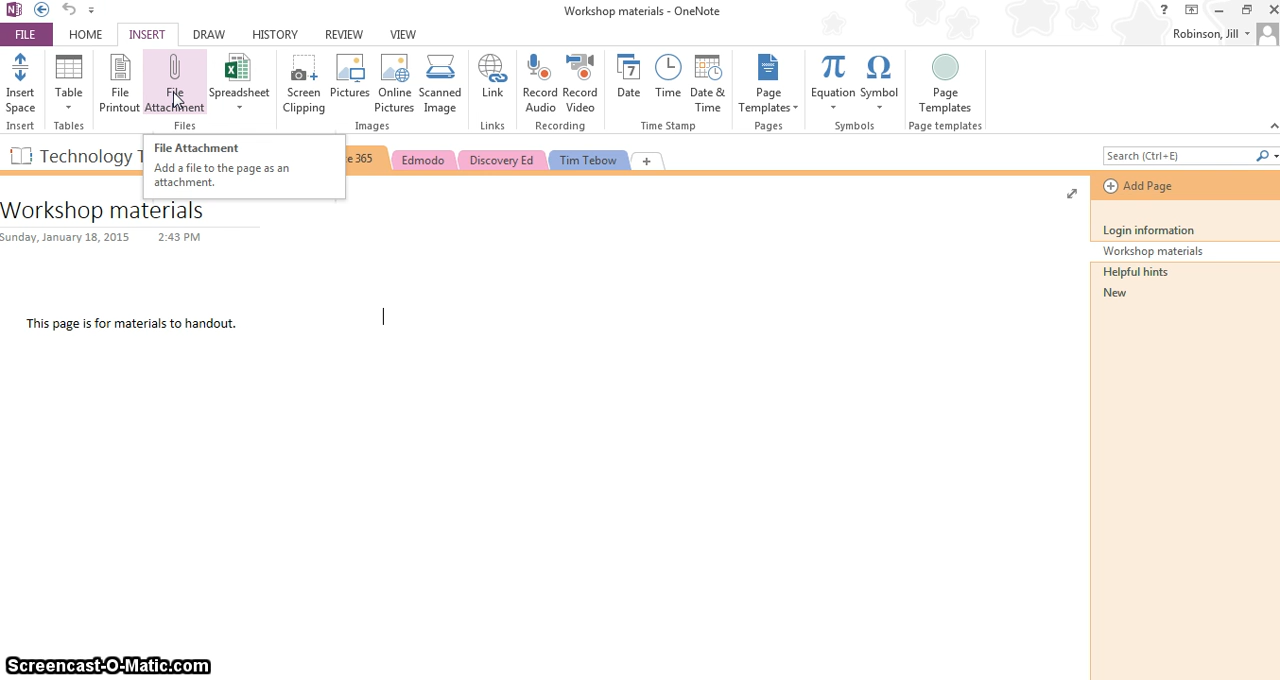 Workshop materials - OneNote
?
FILE HOME INSERT DRAW HISTORY REVIEW VIEW
Robinson, Jill
Insert Space
Table
File Printout
File Attachment
Spreadsheet
Screen Clipping
Pictures
Online Pictures
Scanned Image
Link
Record Audio
Record Video
7
Date
Time
Date & Time
Page Templates
π
Equation
Ω
Symbol
Page Templates
Insert Tables Files Images Links Recording Time Stamp Pages Symbols Page templates
File Attachment
Add a file to the page as an
attachment.
Technology
365
Edmodo
Discovery Ed
Tim Tebow
+
Search (Ctrl+E)
Add Page
Login information
Workshop materials
Helpful hints
New
Workshop materials
Sunday, January 18, 2015 2:43 PM
This page is for materials to handout.
Screencast-O-Matic.com